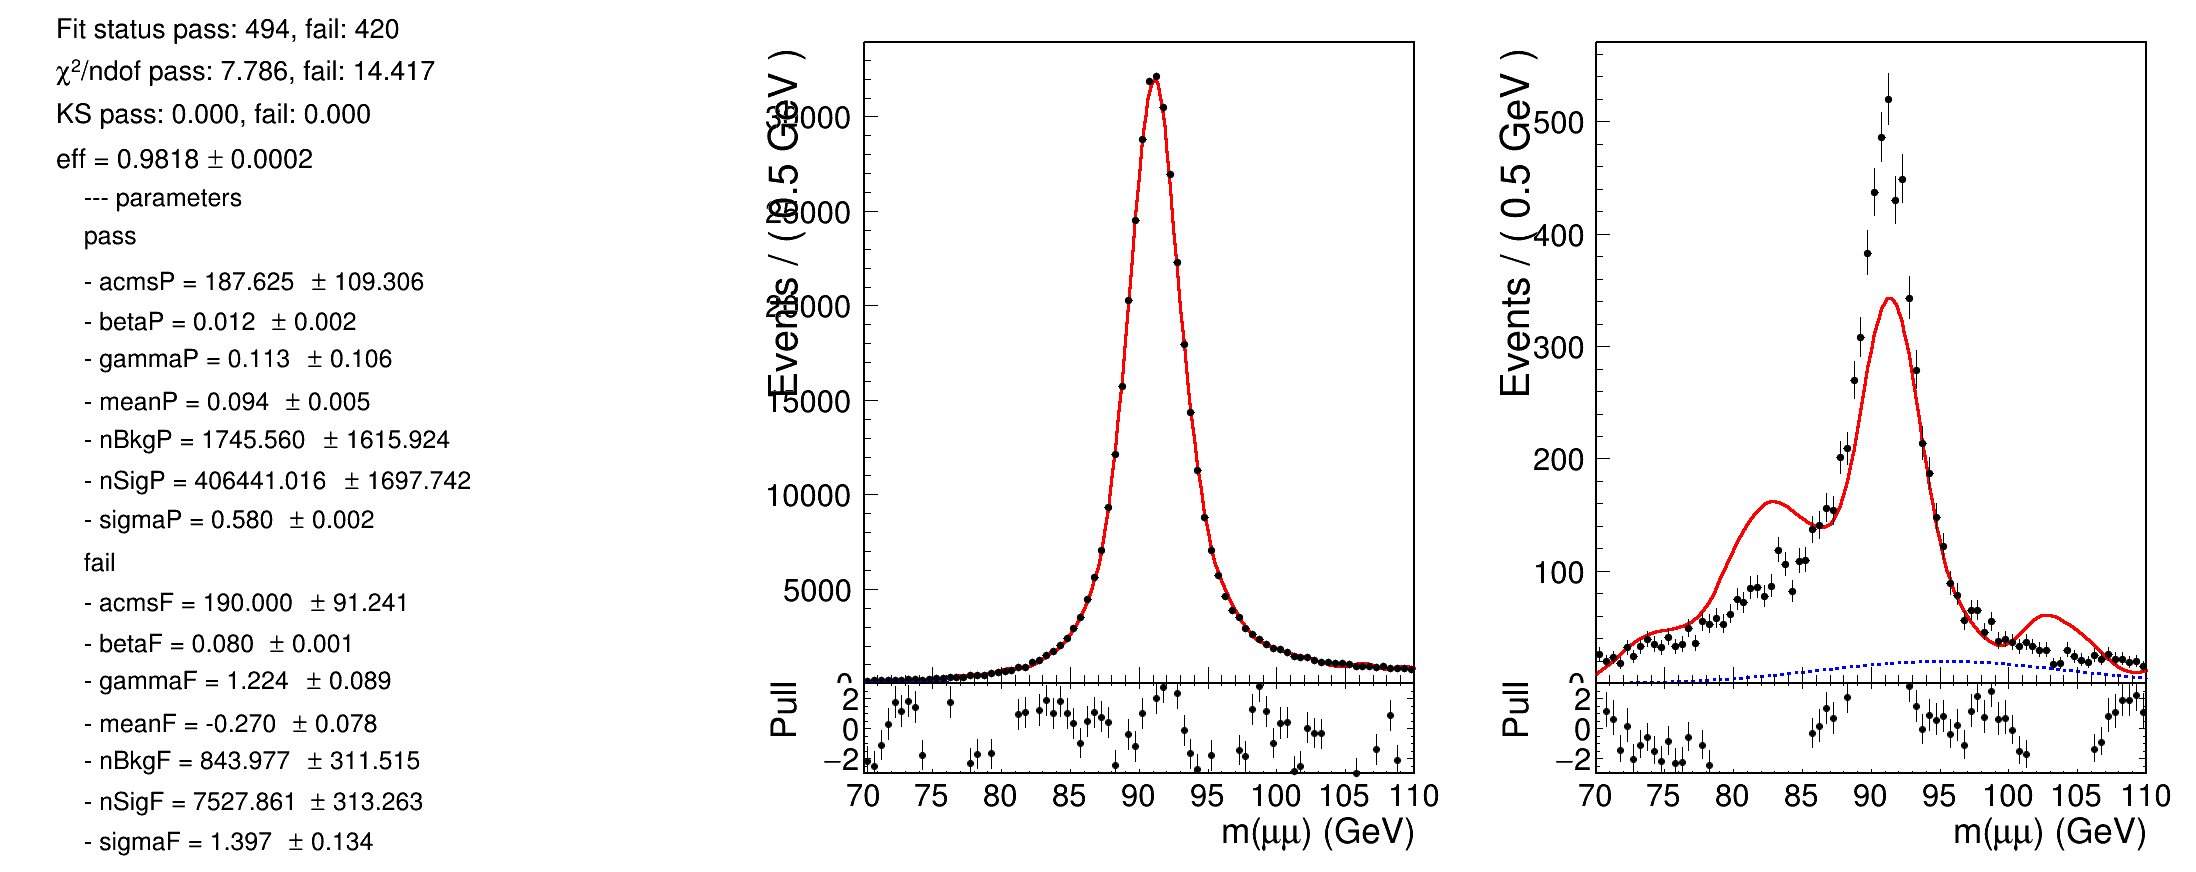 Fit status pass: 494, fail: 420
χ²/ndof pass: 7.786, fail: 14.417
KS pass: 0.000, fail: 0.000
eff = 0.9818 ± 0.0002
--- parameters
pass
- acmsP = 187.625 ± 109.306
- betaP = 0.012 ± 0.002
- gammaP = 0.113 ± 0.106
- meanP = 0.094 ± 0.005
- nBkgP = 1745.560 ± 1615.924
- nSigP = 406441.016 ± 1697.742
- sigmaP = 0.580 ± 0.002
fail
- acmsF = 190.000 ± 91.241
- betaF = 0.080 ± 0.001
- gammaF = 1.224 ± 0.089
- meanF = -0.270 ± 0.078
- nBkgF = 843.977 ± 311.515
- nSigF = 7527.861 ± 313.263
- sigmaF = 1.397 ± 0.134
Events / ( 0.5 GeV )
30000
25000
20000
15000
10000
5000
0
Pull
2
0
−2
70 75 80 85 90 95 100 105 110
m(μμ) (GeV)
Events / ( 0.5 GeV )
500
400
300
200
100
0
Pull
2
0
−2
70 75 80 85 90 95 100 105 110
m(μμ) (GeV)